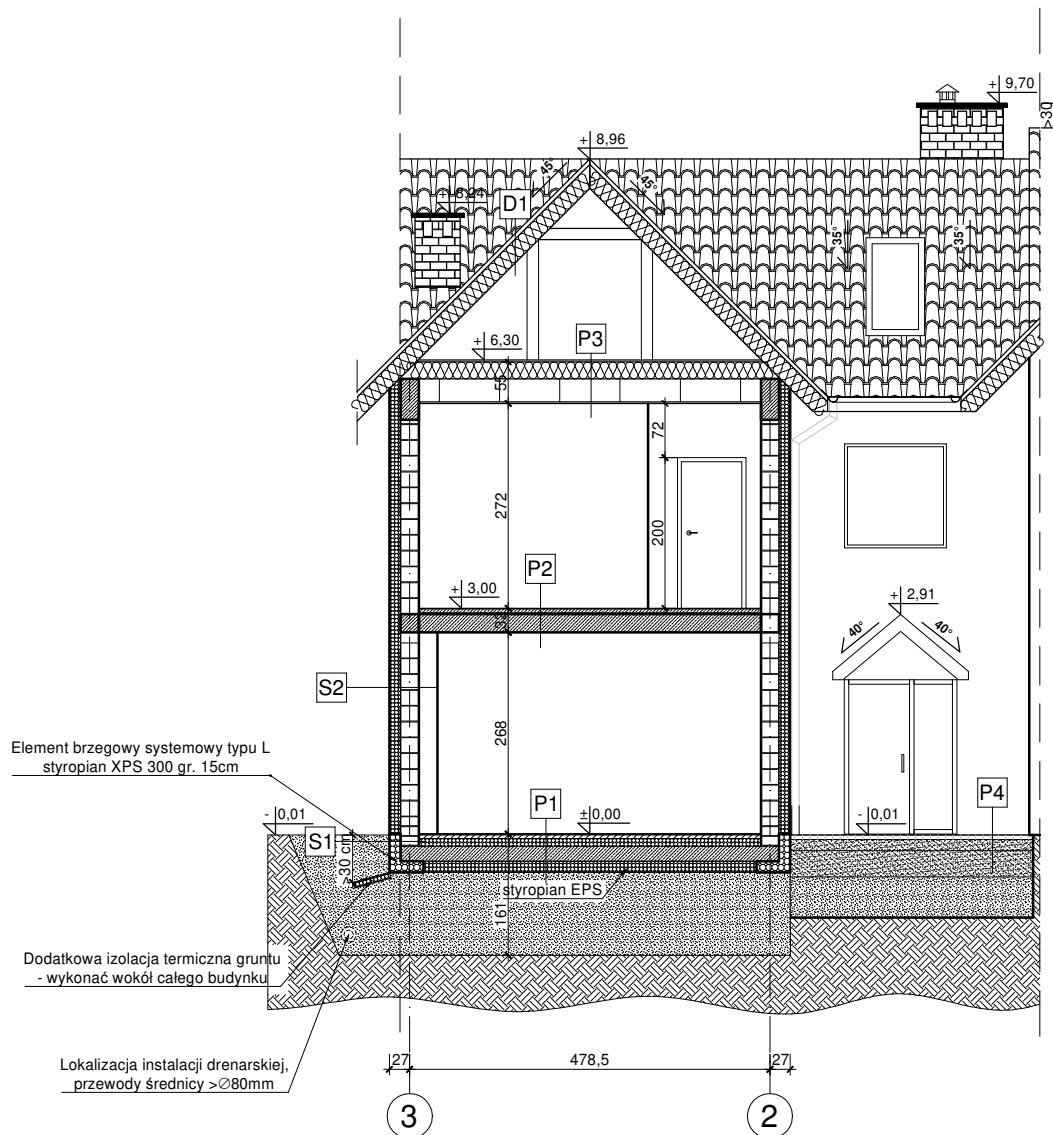 + 9,70
>30
+ 8,96
45°
45°
+ 8,24
D1
35°
35°
+ 6,30
P3
55
72
272
200
P2
+ 3,00
+ 2,91
32
40°
40°
S2
268
Element brzegowy systemowy typu L
styropian XPS 300 gr. 15cm
P1
P4
- 0,01
±0,00
- 0,01
S1
>30 cm
styropian EPS
161
Dodatkowa izolacja termiczna gruntu
- wykonać wokół całego budynku
Lokalizacja instalacji drenarskiej,
przewody średnicy >∅80mm
27
478,5
27
3
2